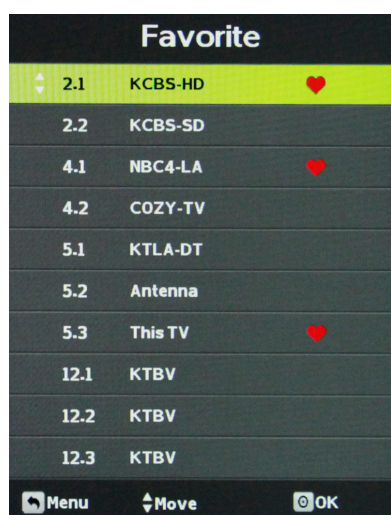 Favorite
2.1 KCBS-HD
2.2 KCBS-SD
4.1 NBC4-LA
4.2 COZY-TV
5.1 KTLA-DT
5.2 Antenna
5.3 This TV
12.1 KTBV
12.2 KTBV
12.3 KTBV
Menu Move OK